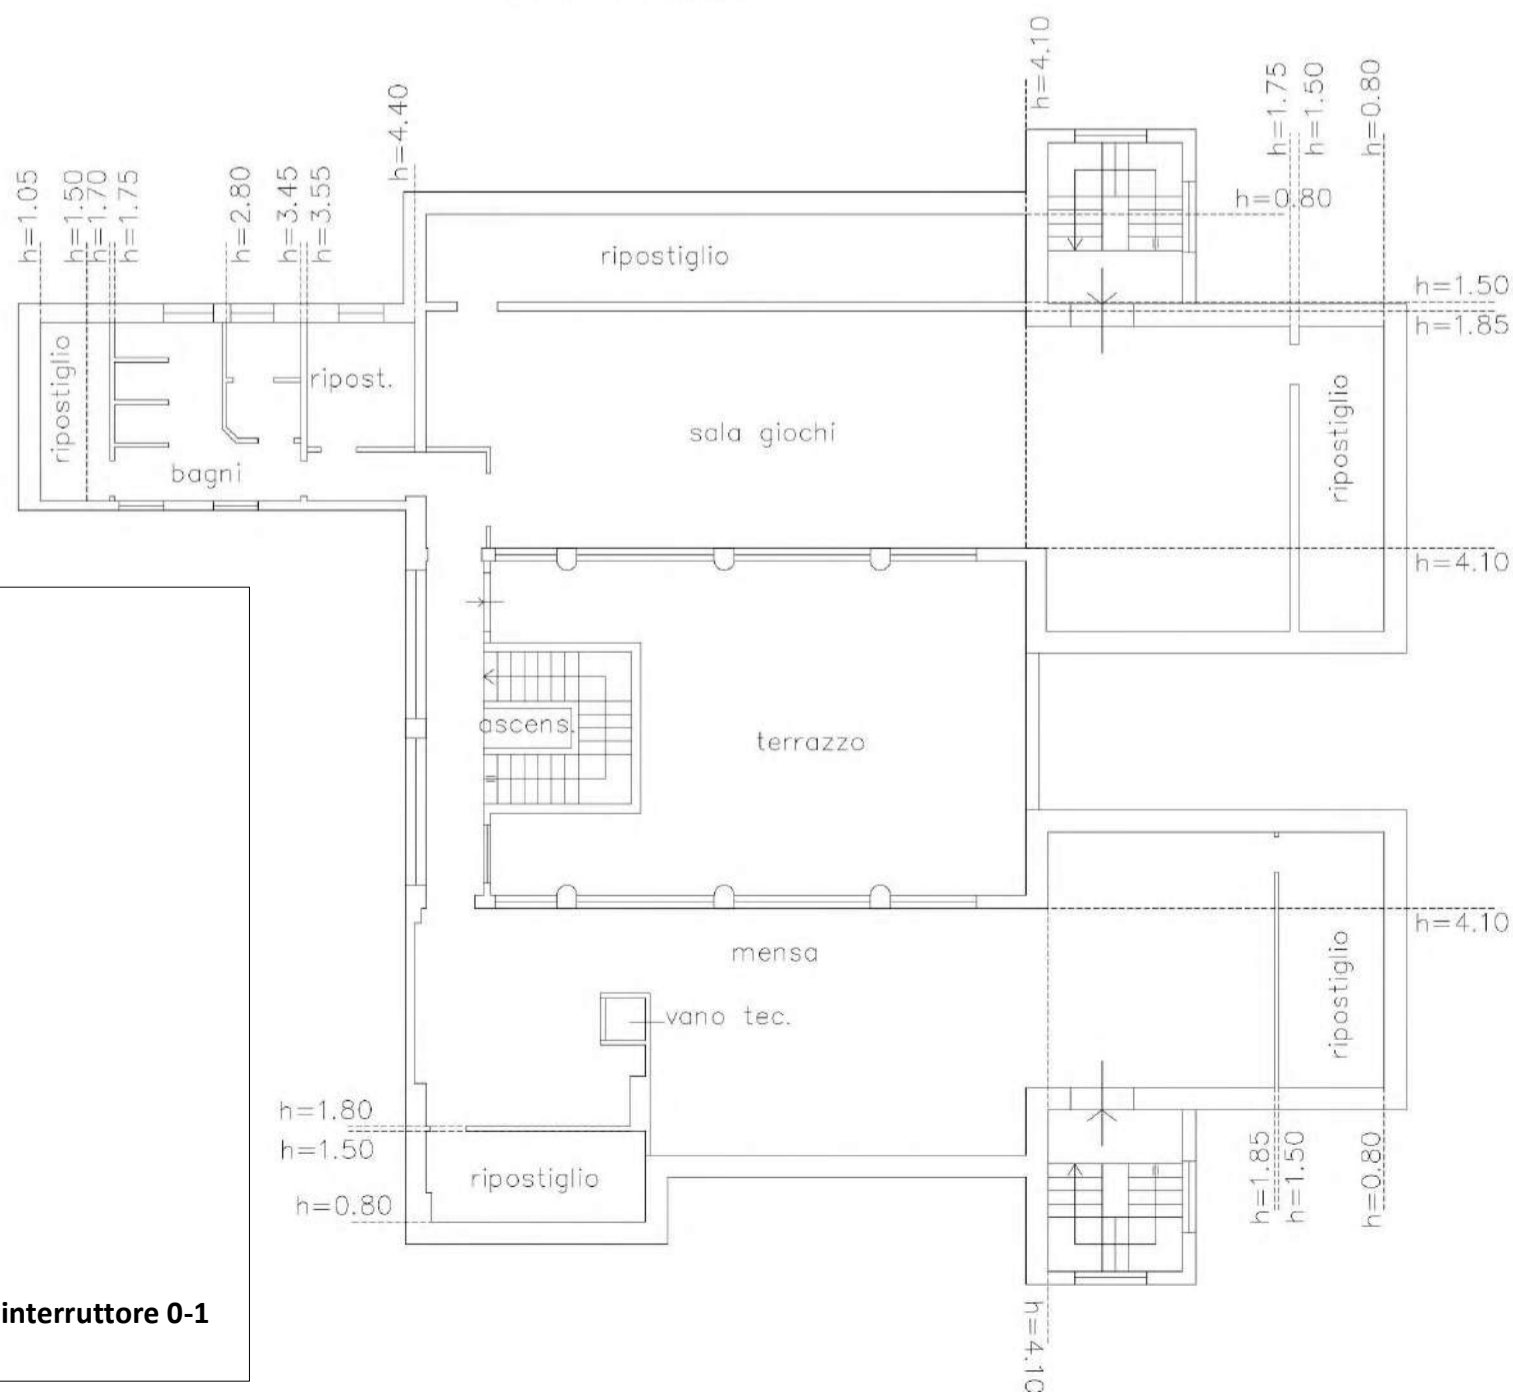 h=4.10
h=1.75
h=1.50
h=0.80
h=4.40
h=1.05
h=1.50
h=1.70
h=1.75
h=2.80
h=3.45
h=3.55
h=0.80
ripostiglio
h=1.50
h=1.85
ripostiglio
ripost.
ripostiglio
sala giochi
bagni
h=4.10
ascens.
terrazzo
h=4.10
mensa
ripostiglio
vano tec.
h=1.80
h=1.50
ripostiglio
h=0.80
h=1.85
h=1.50
h=0.80
interruttore 0-1
h=4.10